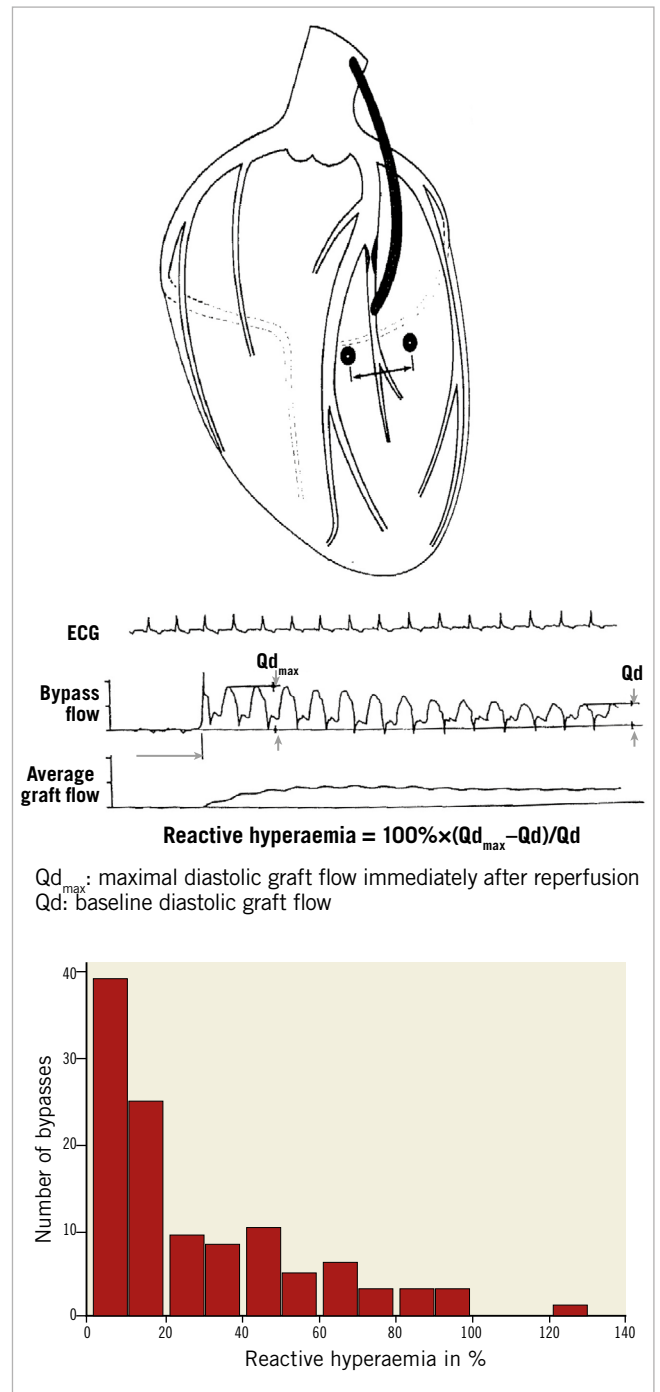 ECG
Qdmax
Qd
Bypass
flow
Average
graft flow
Reactive hyperaemia = 100%×(Qdmax–Qd)/Qd
Qdmax: maximal diastolic graft flow immediately after reperfusion
Qd: baseline diastolic graft flow
40
30
20
10
0
Number of bypasses
0 20 40 60 80 100 120 140
Reactive hyperaemia in %